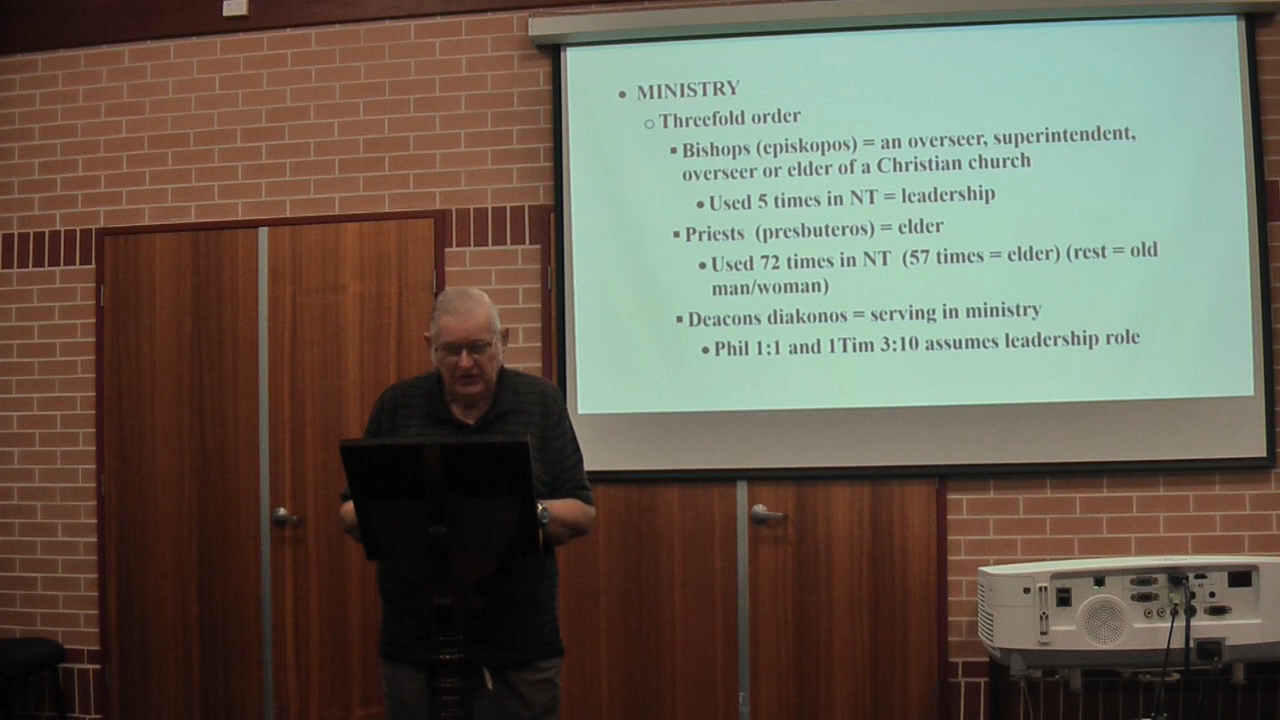 • MINISTRY
○ Threefold order
▪ Bishops (episkopos) = an overseer, superintendent,
overseer or elder of a Christian church
• Used 5 times in NT = leadership
▪ Priests (presbuteros) = elder
• Used 72 times in NT (57 times = elder) (rest = old
man/woman)
▪ Deacons diakonos = serving in ministry
• Phil 1:1 and 1Tim 3:10 assumes leadership role